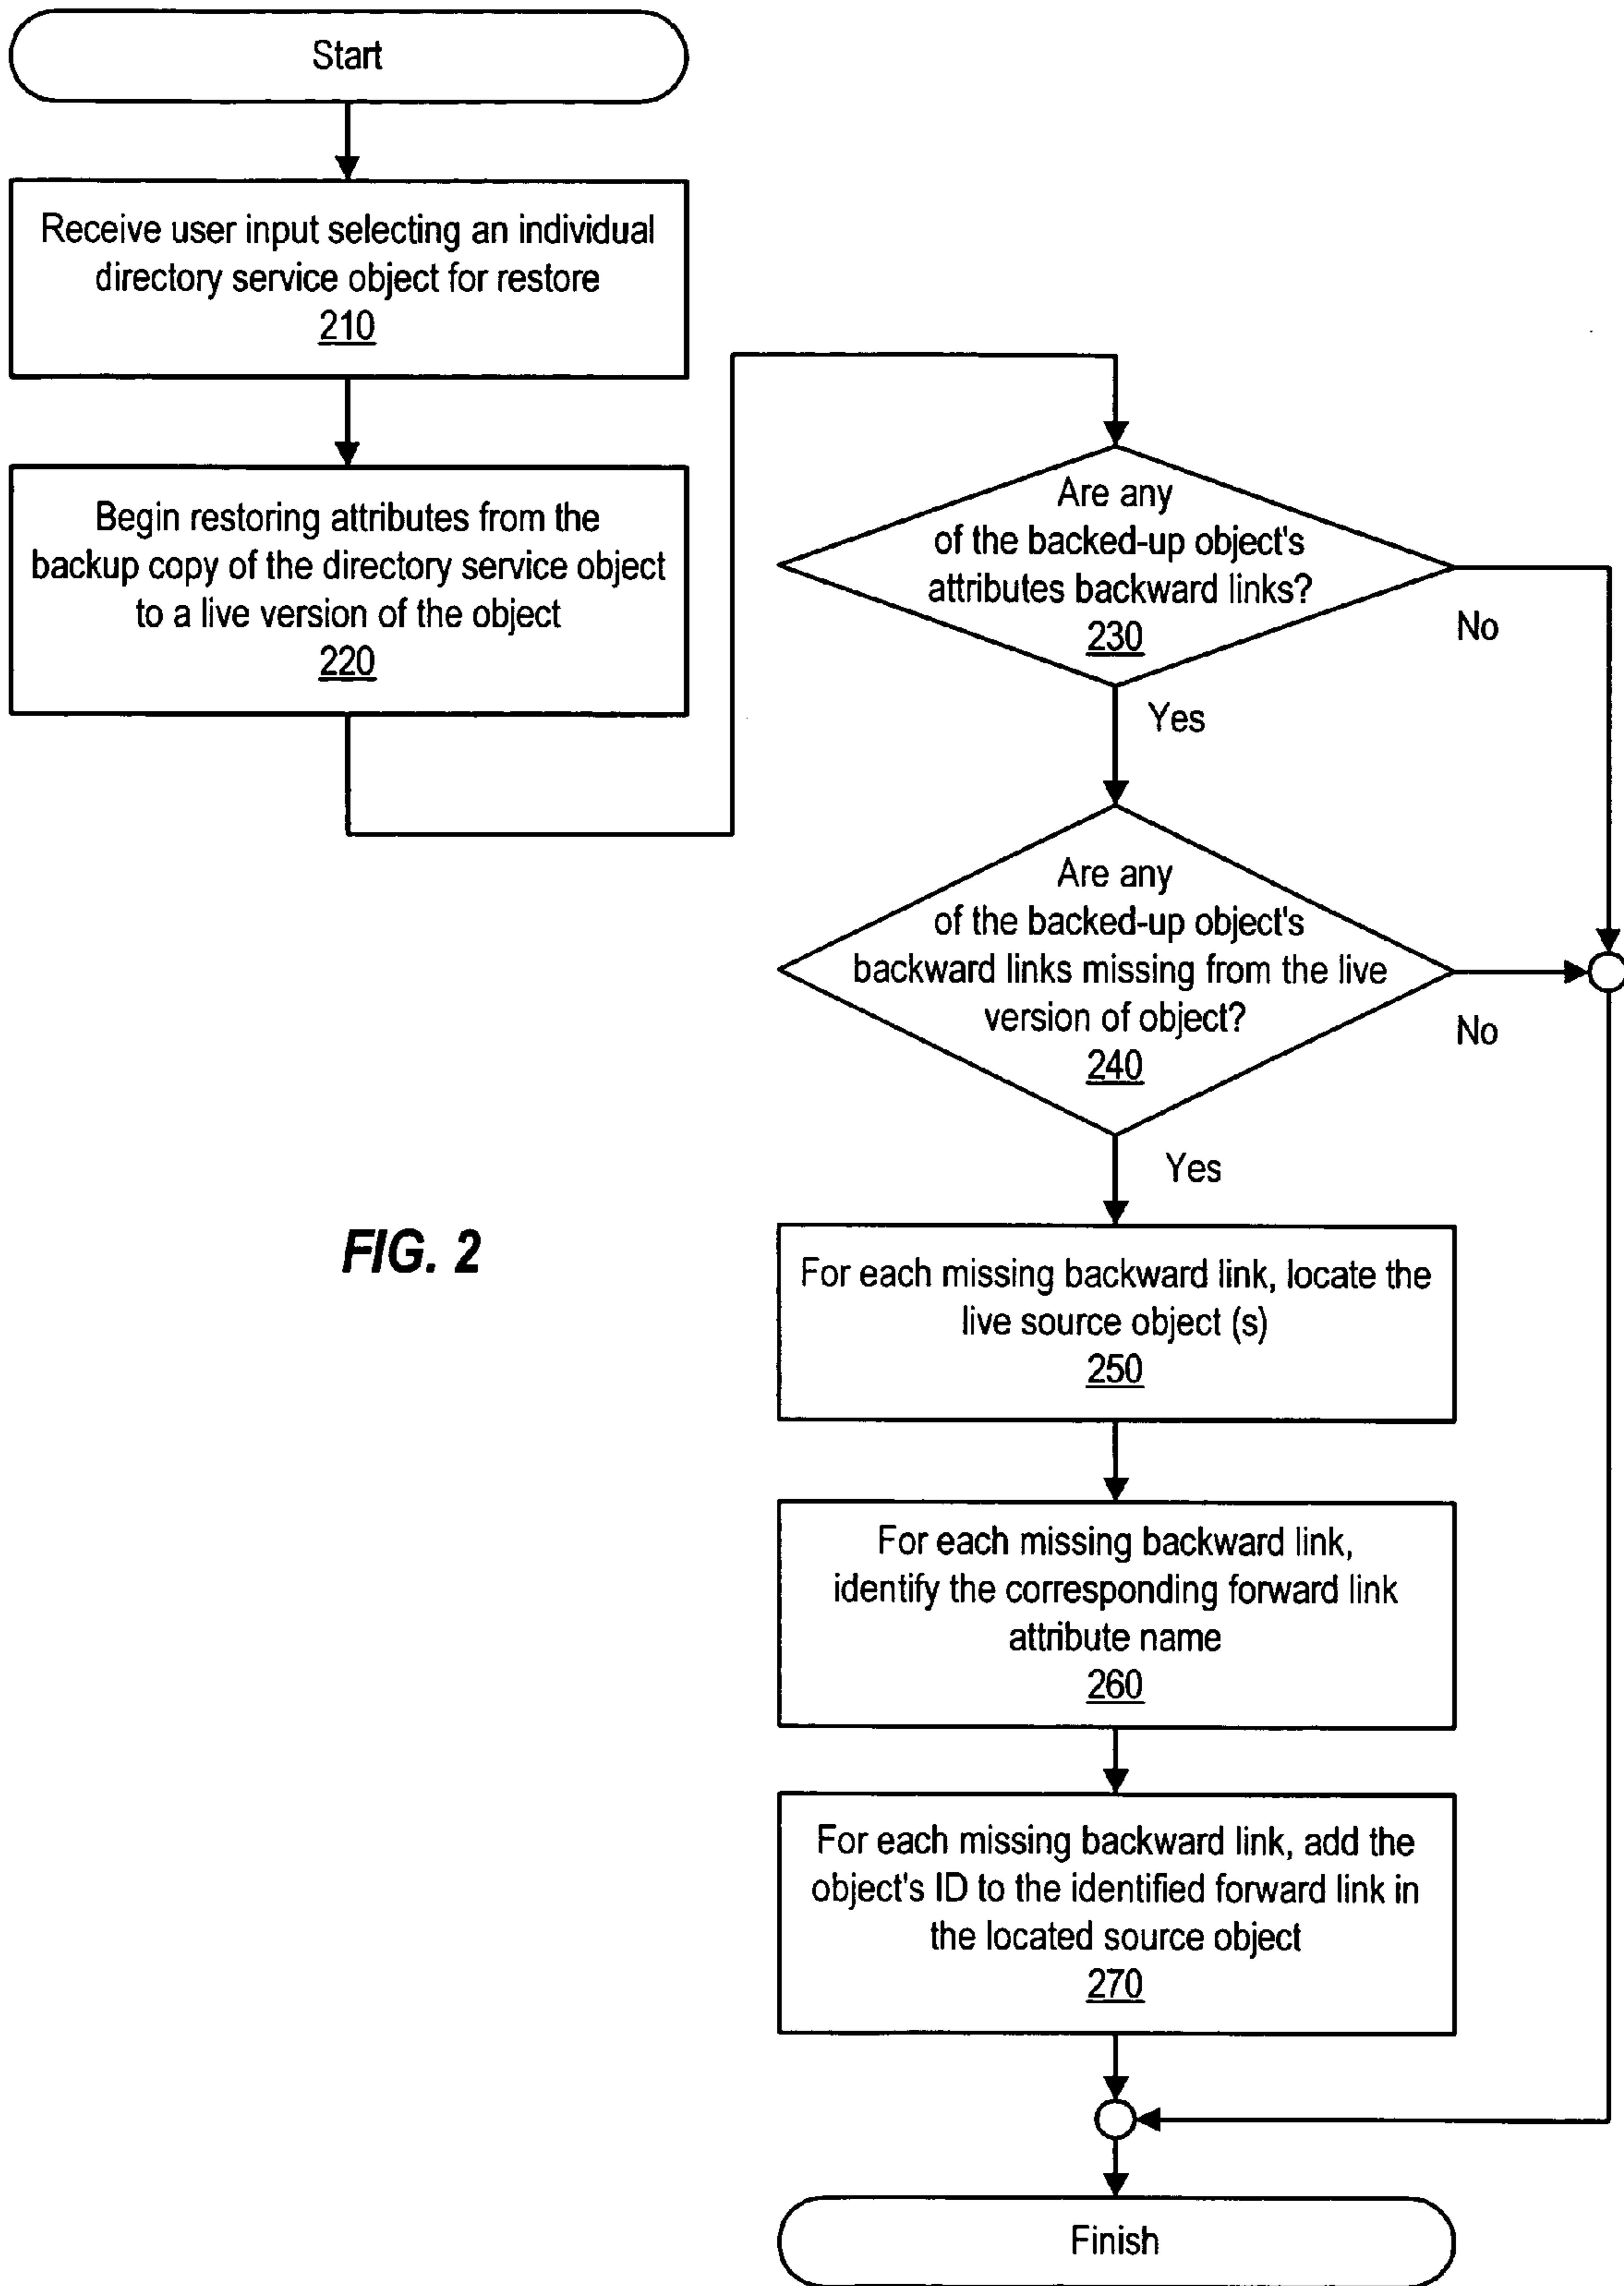 Start
Receive user input selecting an individual
directory service object for restore
210
Begin restoring attributes from the
backup copy of the directory service object
to a live version of the object
220
Are any
of the backed-up object's
attributes backward links?
230
No
Yes
Are any
of the backed-up object's
backward links missing from the live
version of object?
240
No
Yes
FIG. 2
For each missing backward link, locate the
live source object (s)
250
For each missing backward link,
identify the corresponding forward link
attribute name
260
For each missing backward link, add the
object's ID to the identified forward link in
the located source object
270
Finish